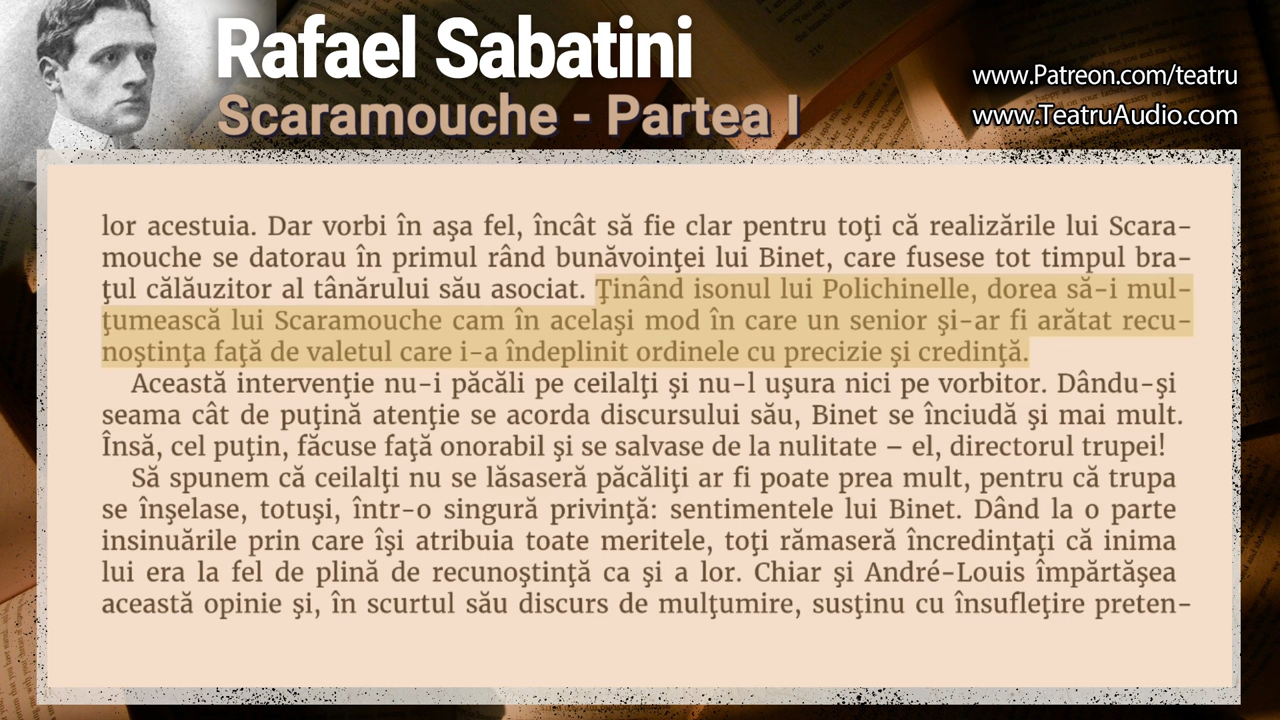 Rafael Sabatini
Scaramouche - Partea I
www.Patreon.com/teatru
www.TeatruAudio.com
lor acestuia. Dar vorbi în aşa fel, încât să fie clar pentru toţi că realizările lui Scara-
mouche se datorau în primul rând bunăvoinţei lui Binet, care fusese tot timpul bra-
ţul călăuzitor al tânărului său asociat. Ţinând isonul lui Polichinelle, dorea să-i mul-
ţumească lui Scaramouche cam în acelaşi mod în care un senior şi-ar fi arătat recu-
noştinţa faţă de valetul care i-a îndeplinit ordinele cu precizie şi credinţă.
Această intervenţie nu-i păcăli pe ceilalţi şi nu-l uşura nici pe vorbitor. Dându-şi
seama cât de puţină atenţie se acorda discursului său, Binet se înciudă şi mai mult.
Însă, cel puţin, făcuse faţă onorabil şi se salvase de la nulitate – el, directorul trupei!
Să spunem că ceilalţi nu se lăsaseră păcăliţi ar fi poate prea mult, pentru că trupa
se înşelase, totuşi, într-o singură privinţă: sentimentele lui Binet. Dând la o parte
insinuările prin care îşi atribuia toate meritele, toţi rămaseră încredinţaţi că inima
lui era la fel de plină de recunoştinţă ca şi a lor. Chiar şi André-Louis împărtăşea
această opinie şi, în scurtul său discurs de mulţumire, susţinu cu însufleţire preten-